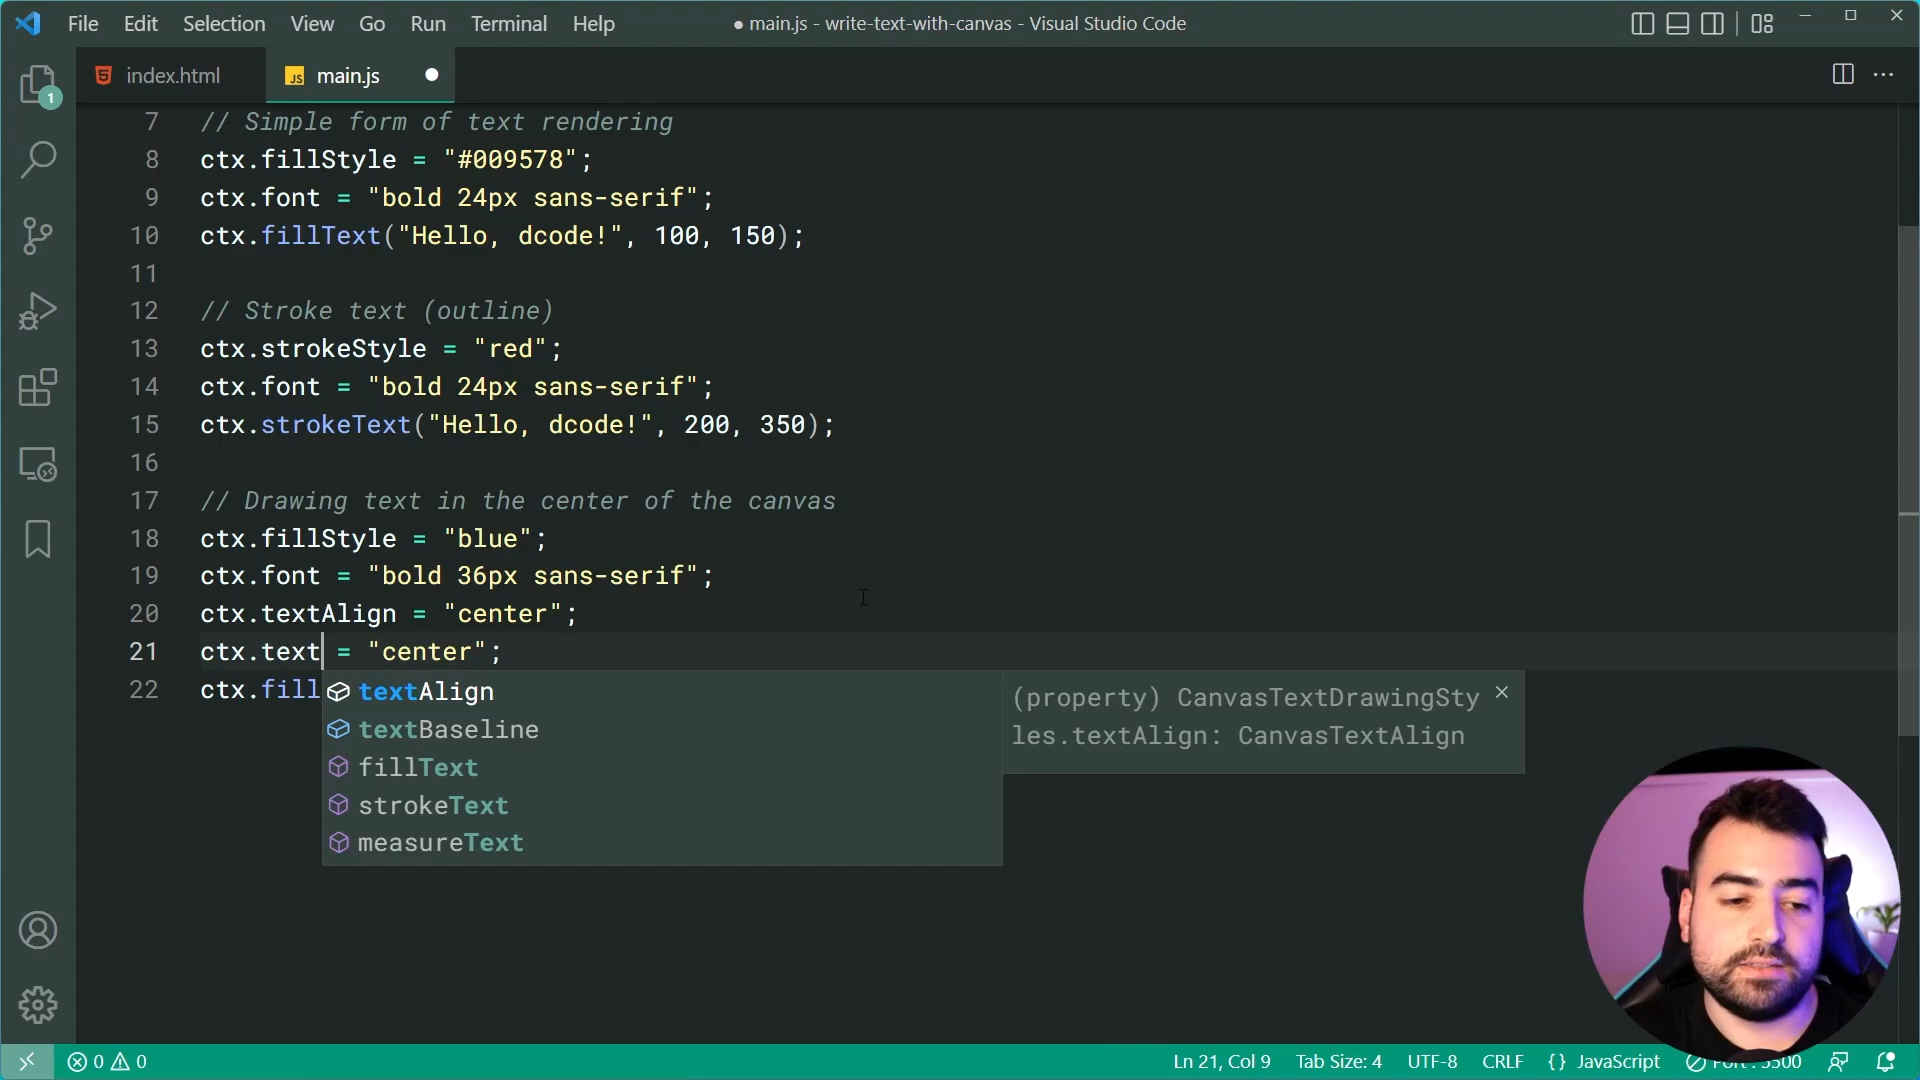 File Edit Selection View Go Run Terminal Help
● main.js - write-text-with-canvas - Visual Studio Code
index.html
JS main.js
1
7 // Simple form of text rendering
8 ctx.fillStyle = "#009578";
9 ctx.font = "bold 24px sans-serif";
10 ctx.fillText("Hello, dcode!", 100, 150);
11
12 // Stroke text (outline)
13 ctx.strokeStyle = "red";
14 ctx.font = "bold 24px sans-serif";
15 ctx.strokeText("Hello, dcode!", 200, 350);
16
17 // Drawing text in the center of the canvas
18 ctx.fillStyle = "blue";
19 ctx.font = "bold 36px sans-serif";
20 ctx.textAlign = "center";
21 ctx.text = "center";
22 ctx.fill
textAlign
textBaseline
fillText
strokeText
measureText
(property) CanvasTextDrawingSty
les.textAlign: CanvasTextAlign
0 0
Ln 21, Col 9 Tab Size: 4 UTF-8 CRLF {} JavaScript Port : 5500